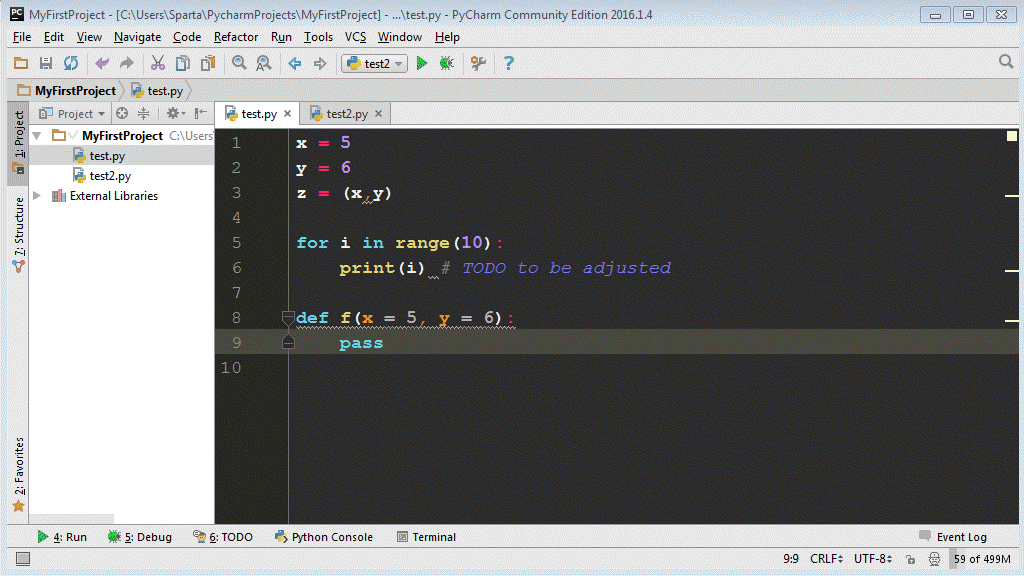 MyFirstProject - [C:\Users\Sparta\PycharmProjects\MyFirstProject] - ...\test.py - PyCharm Community Edition 2016.1.4
File Edit View Navigate Code Refactor Run Tools VCS Window Help
test2
MyFirstProject test.py
1: Project
7: Structure
2: Favorites
Project
MyFirstProject C:\Users
test.py
test2.py
External Libraries
test.py test2.py
1 x = 5
2 y = 6
3 z = (x,y)
4
5 for i in range(10):
6 print(i) # TODO to be adjusted
7
8 def f(x = 5, y = 6):
9 pass
10
4: Run 5: Debug 6: TODO Python Console Terminal Event Log
9:9 CRLF UTF-8 59 of 499M